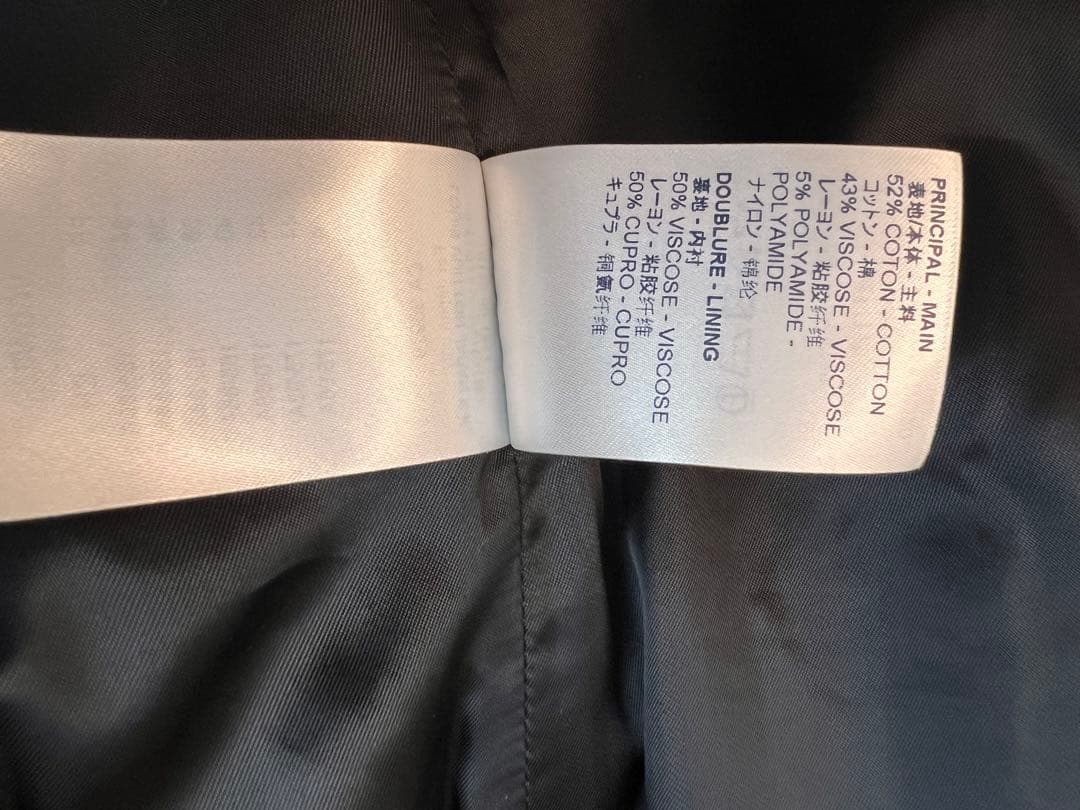 PRINCIPAL - MAIN
表地/本体 - 主料
52% COTON - COTTON
コットン - 棉
43% VISCOSE - VISCOSE
レーヨン - 粘胶纤维
5% POLYAMIDE -
POLYAMIDE
ナイロン - 锦纶
DOUBLURE - LINING
裏地 - 内衬
50% VISCOSE - VISCOSE
レーヨン - 粘胶纤维
50% CUPRO - CUPRO
キュプラ - 铜氨纤维